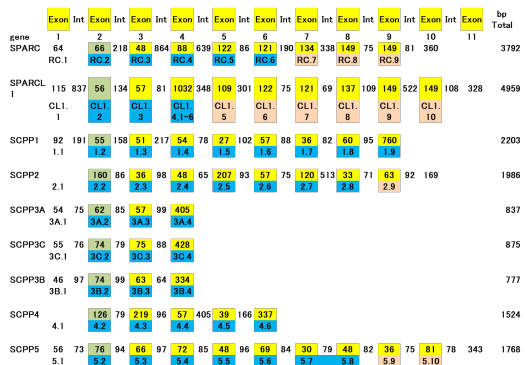 Exon Int Exon Int Exon Int Exon Int Exon Int Exon Int Exon Int Exon Int Exon Int Exon Int Exon bp Total
gene 1 2 3 4 5 6 7 8 9 10 11
SPARC 64 66 218 48 864 88 639 122 86 121 190 134 338 149 75 149 81 360 3792
RC.1 RC.2 RC.3 RC.4 RC.5 RC.6 RC.7 RC.8 RC.9
SPARCL1 115 837 56 134 57 81 1032 348 109 301 122 75 121 69 137 109 149 522 149 108 328 4959
CL1.1 CL1.2 CL1.3 CL1.4,1-6 CL1.5 CL1.6 CL1.7 CL1.8 CL1.9 CL1.10
SCPP1 92 191 55 158 51 217 54 78 27 102 57 88 36 82 60 95 760 2203
1.1 1.2 1.3 1.4 1.5 1.6 1.7 1.8 1.9
SCPP2 160 86 36 98 48 65 207 93 57 75 120 513 33 71 63 92 169 1986
2.1 2.2 2.3 2.4 2.5 2.6 2.7 2.8 2.9
SCPP3A 54 75 62 85 57 99 405 837
3A.1 3A.2 3A.3 3A.4
SCPP3C 55 76 74 79 75 88 428 875
3C.1 3C.2 3C.3 3C.4
SCPP3B 46 97 74 99 63 64 334 777
3B.1 3B.2 3B.3 3B.4
SCPP4 126 79 219 96 57 405 39 166 337 1524
4.1 4.2 4.3 4.4 4.5 4.6
SCPP5 56 73 76 94 66 97 72 85 48 96 69 84 30 79 48 82 36 75 81 78 343 1768
5.1 5.2 5.3 5.4 5.5 5.6 5.7 5.8 5.9 5.10